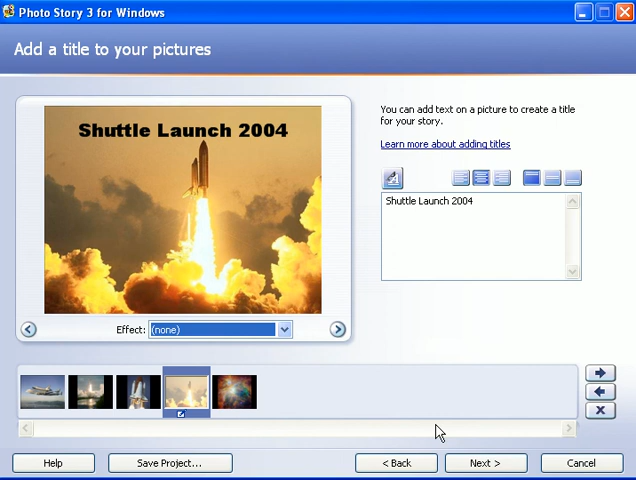 Photo Story 3 for Windows
Add a title to your pictures
Shuttle Launch 2004
You can add text on a picture to create a title
for your story.
Learn more about adding titles
Shuttle Launch 2004
Effect: (none)
Help
Save Project...
< Back
Next >
Cancel